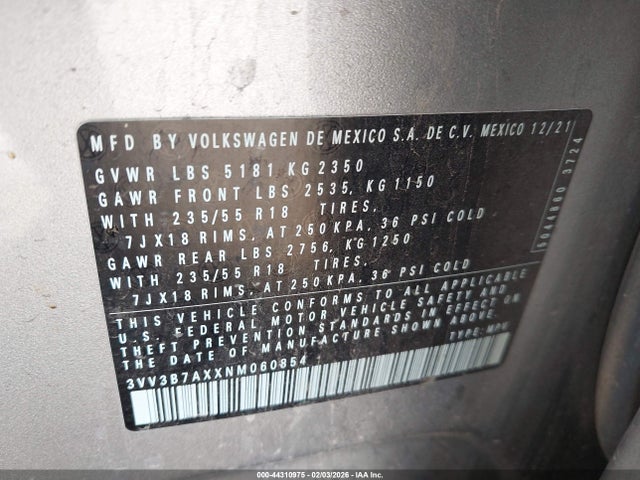 MFD BY VOLKSWAGEN DE MEXICO S.A. DE C.V. MEXICO 12/21
GVWR LBS 5181 KG 2350
GAWR FRONT LBS 2535, KG 1150
WITH 235/55 R18 TIRES,
7JX18 RIMS, AT 250 KPA, 36 PSI COLD
GAWR REAR LBS 2756, KG 1250
WITH 235/55 R18 TIRES,
7JX18 RIMS, AT 250 KPA, 36 PSI COLD
THIS VEHICLE CONFORMS TO ALL APPLICABLE
U.S. FEDERAL MOTOR VEHICLE SAFETY AND
THEFT PREVENTION STANDARDS IN EFFECT ON
THE DATE OF MANUFACTURE SHOWN ABOVE.
3VV3B7AXXNM060854 TYPE: MPV
3724
000-44310975 | 02/03/2026 - IAA Inc.